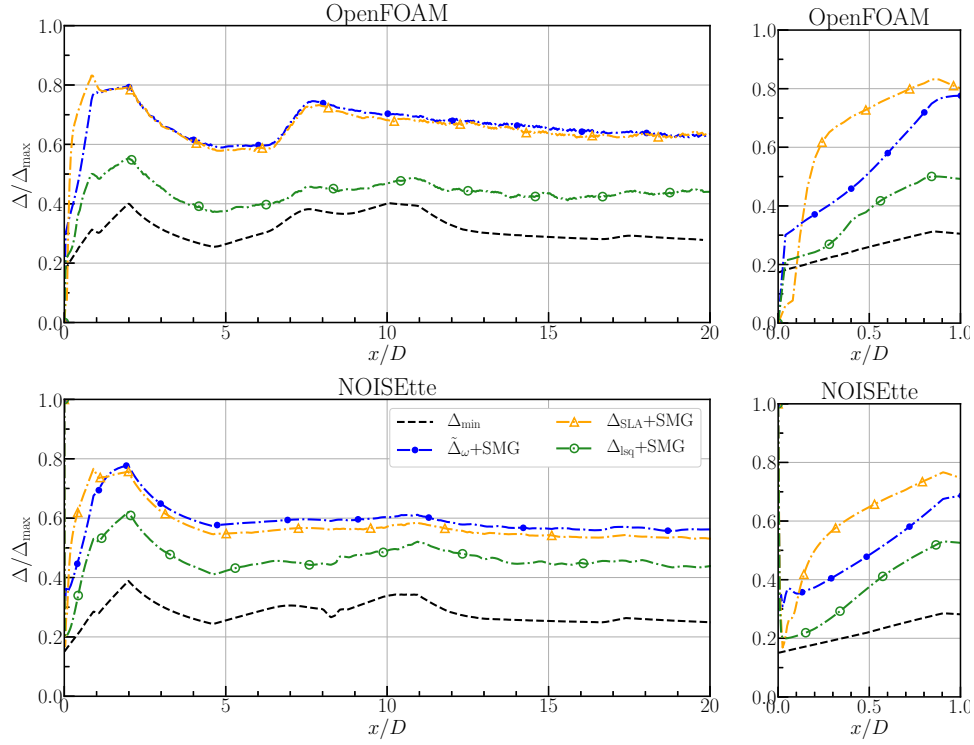 OpenFOAM
1.0
0.8
0.6
0.4
0.2
0.0
Δ/Δmax
0 5 10 15 20
x/D
OpenFOAM
1.0
0.8
0.6
0.4
0.2
0.0
0.0 0.5 1.0
x/D
NOISEtte
1.0
0.8
0.6
0.4
0.2
0.0
Δ/Δmax
Δmin
Δ̃ω+SMG
ΔSLA+SMG
Δlsq+SMG
0 5 10 15 20
x/D
NOISEtte
1.0
0.8
0.6
0.4
0.2
0.0
0.0 0.5 1.0
x/D